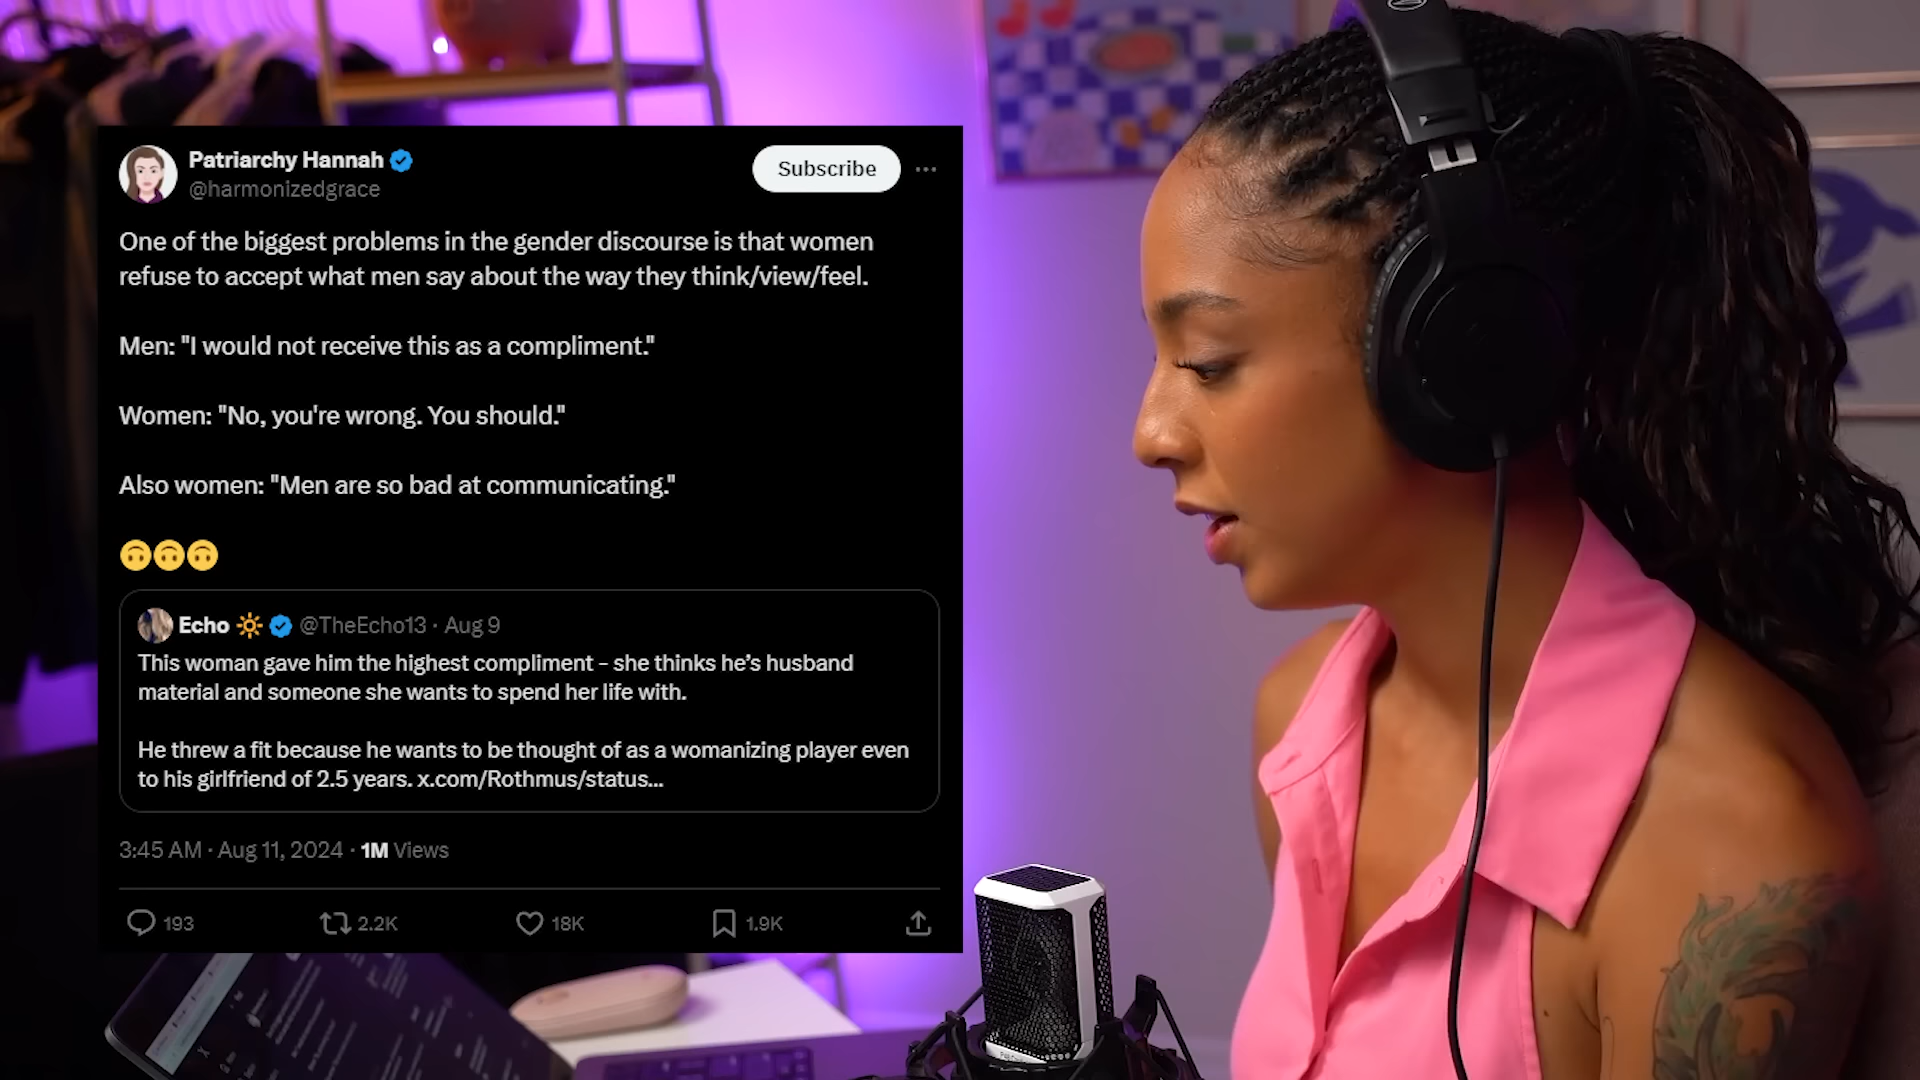 Patriarchy Hannah
@harmonizedgrace
Subscribe
One of the biggest problems in the gender discourse is that women
refuse to accept what men say about the way they think/view/feel.
Men: "I would not receive this as a compliment."
Women: "No, you're wrong. You should."
Also women: "Men are so bad at communicating."
🙃🙃🙃
Echo 🔆 @TheEcho13 · Aug 9
This woman gave him the highest compliment – she thinks he’s husband
material and someone she wants to spend her life with.
He threw a fit because he wants to be thought of as a womanizing player even
to his girlfriend of 2.5 years. x.com/Rothmus/status...
3:45 AM · Aug 11, 2024 · 1M Views
193 2.2K 18K 1.9K